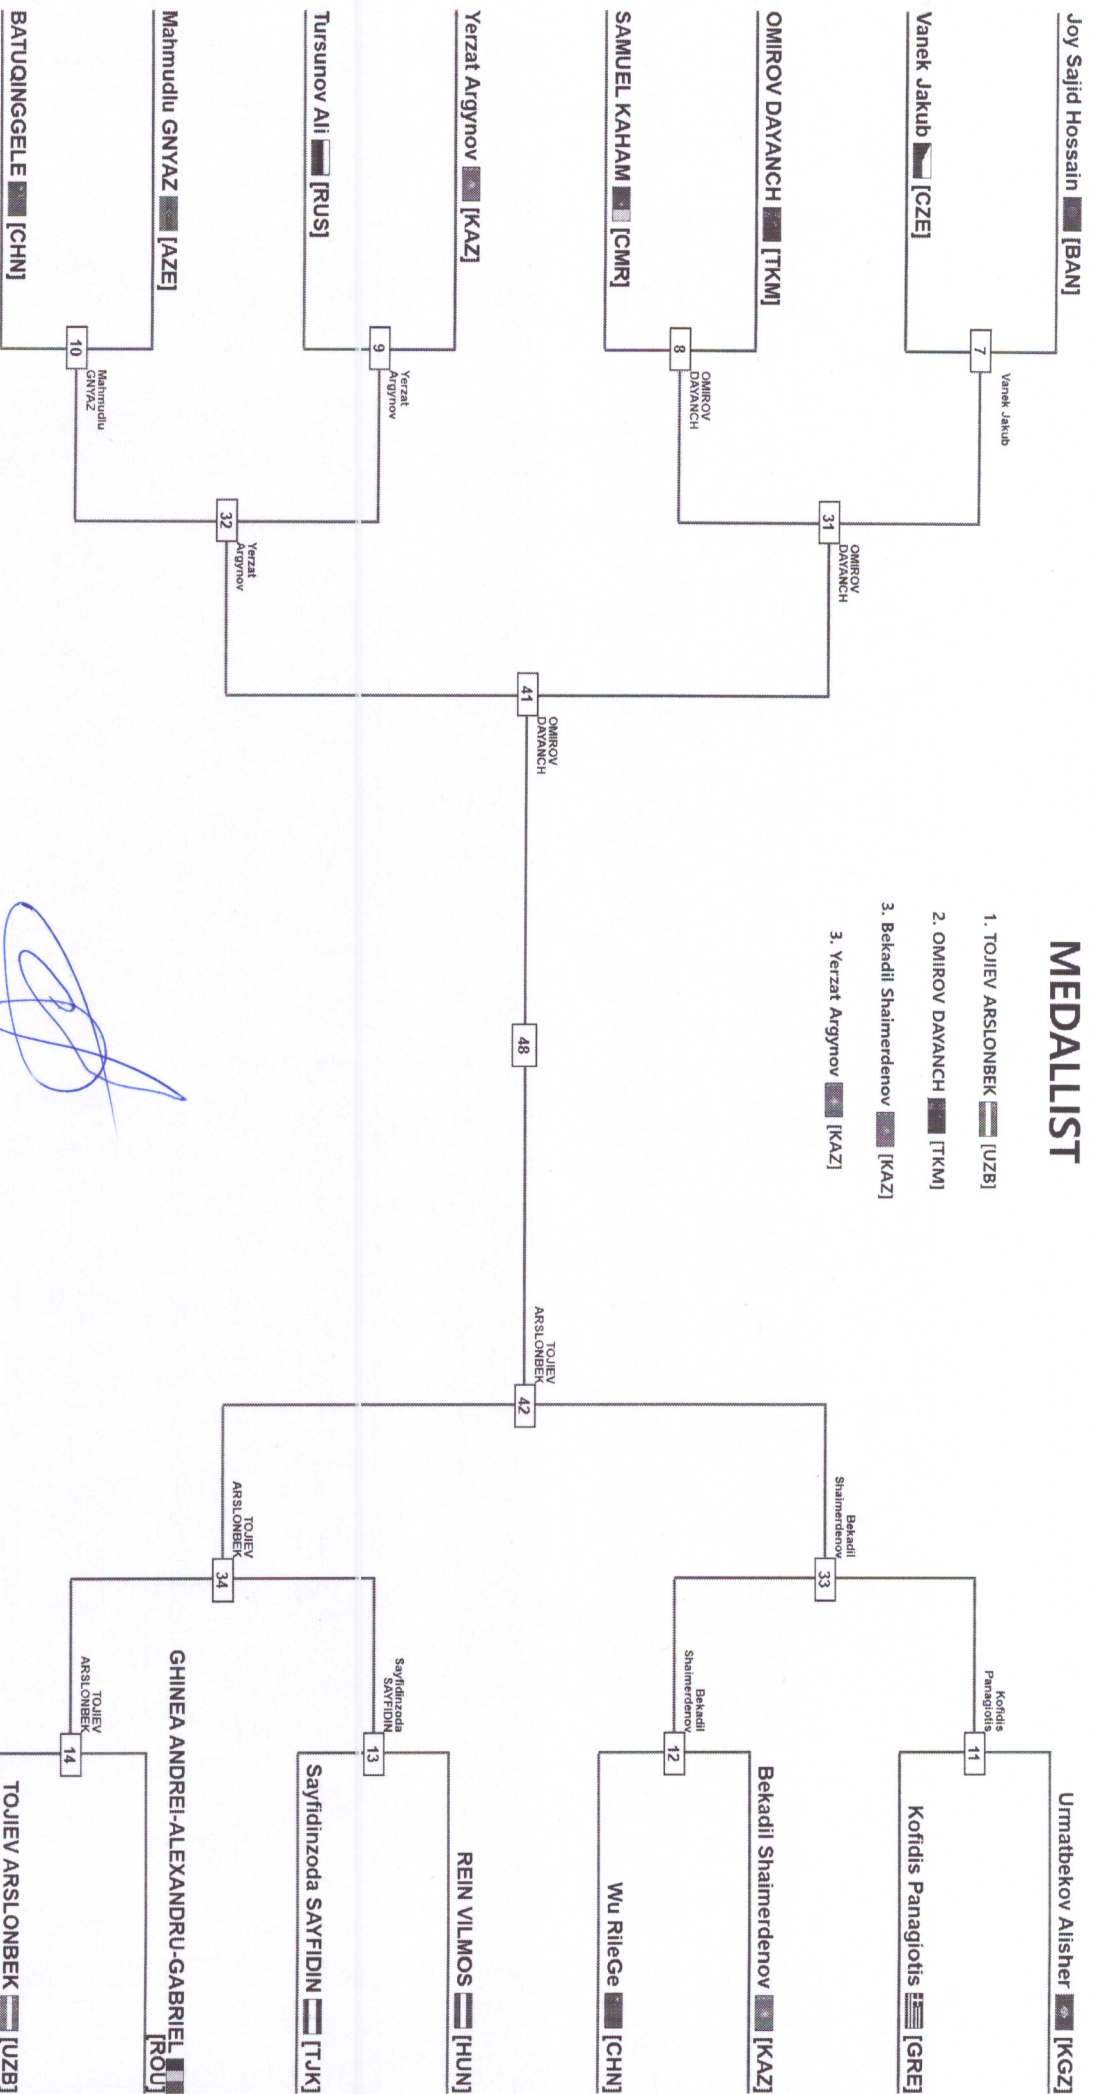 MEDALLIST
1. TOJIEV ARSLONBEK [UZB]
2. OMIROV DAYANCH [TKM]
3. Bekadil Shaimerdenov [KAZ]
3. Yerzat Argynov [KAZ]
Joy Sajid Hossain [BAN]
Vanek Jakub [CZE]
OMIROV DAYANCH [TKM]
SAMUEL KAHAM [CMR]
Yerzat Argynov [KAZ]
Tursunov Ali [RUS]
Mahmudlu GNYAZ [AZE]
BATUQINGGELE [CHN]
7
Vanek Jakub
8
OMIROV
DAYANCH
9
Yerzat
Argynov
10
Mahmudlu
GNYAZ
31
OMIROV
DAYANCH
32
Yerzat
Argynov
41
OMIROV
DAYANCH
48
TOJIEV
ARSLONBEK
42
Bekadil
Shaimerdenov
33
TOJIEV
ARSLONBEK
34
Kofidis
Panagiotis
11
Bekadil
Shaimerdenov
12
Sayfidinzoda
SAYFIDIN
13
TOJIEV
ARSLONBEK
14
Urmatbekov Alisher [KGZ]
Kofidis Panagiotis [GRE]
Bekadil Shaimerdenov [KAZ]
Wu RileGe [CHN]
REIN VILMOS [HUN]
Sayfidinzoda SAYFIDIN [TJK]
GHINEA ANDREI-ALEXANDRU-GABRIEL
[ROU]
TOJIEV ARSLONBEK [UZB]